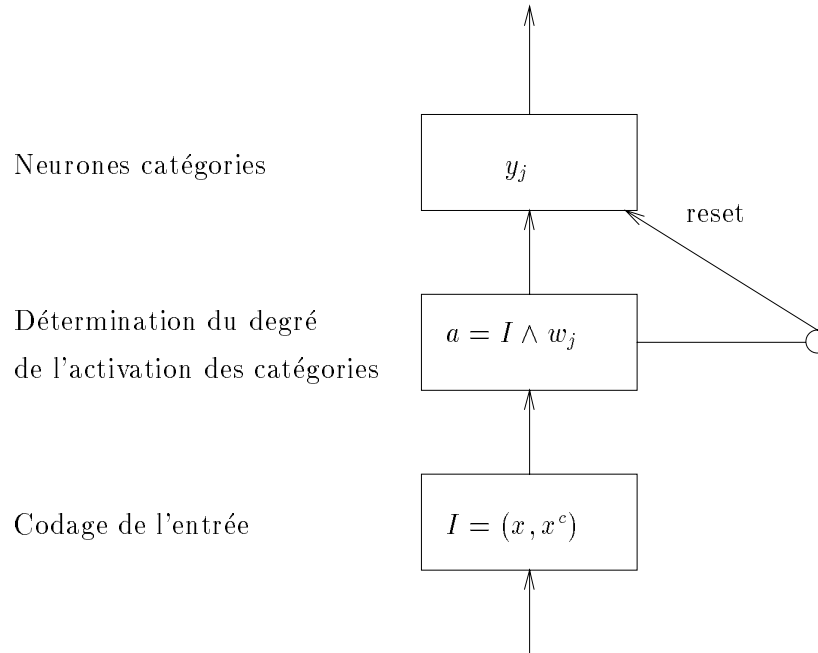 Neurones catégories
y_j
reset
Détermination du degré
de l'activation des catégories
a = I ∧ w_j
Codage de l'entrée
I = (x, x^c)